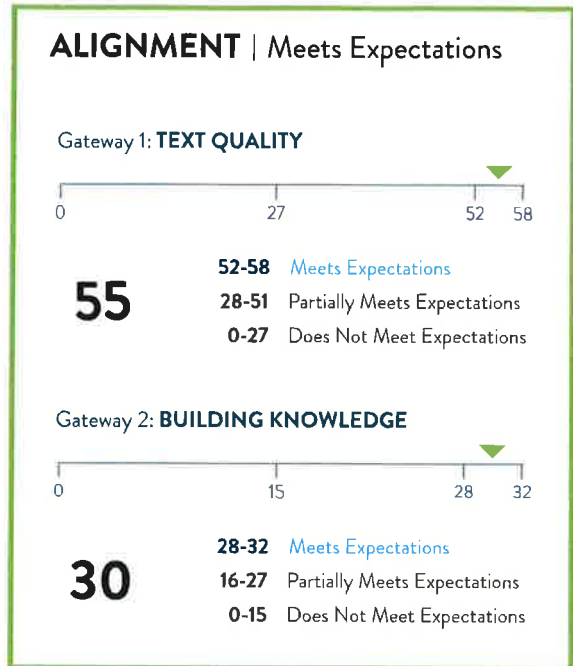 ALIGNMENT | Meets Expectations
Gateway 1: TEXT QUALITY
0 27 52 58
55
52-58 Meets Expectations
28-51 Partially Meets Expectations
0-27 Does Not Meet Expectations
Gateway 2: BUILDING KNOWLEDGE
0 15 28 32
30
28-32 Meets Expectations
16-27 Partially Meets Expectations
0-15 Does Not Meet Expectations